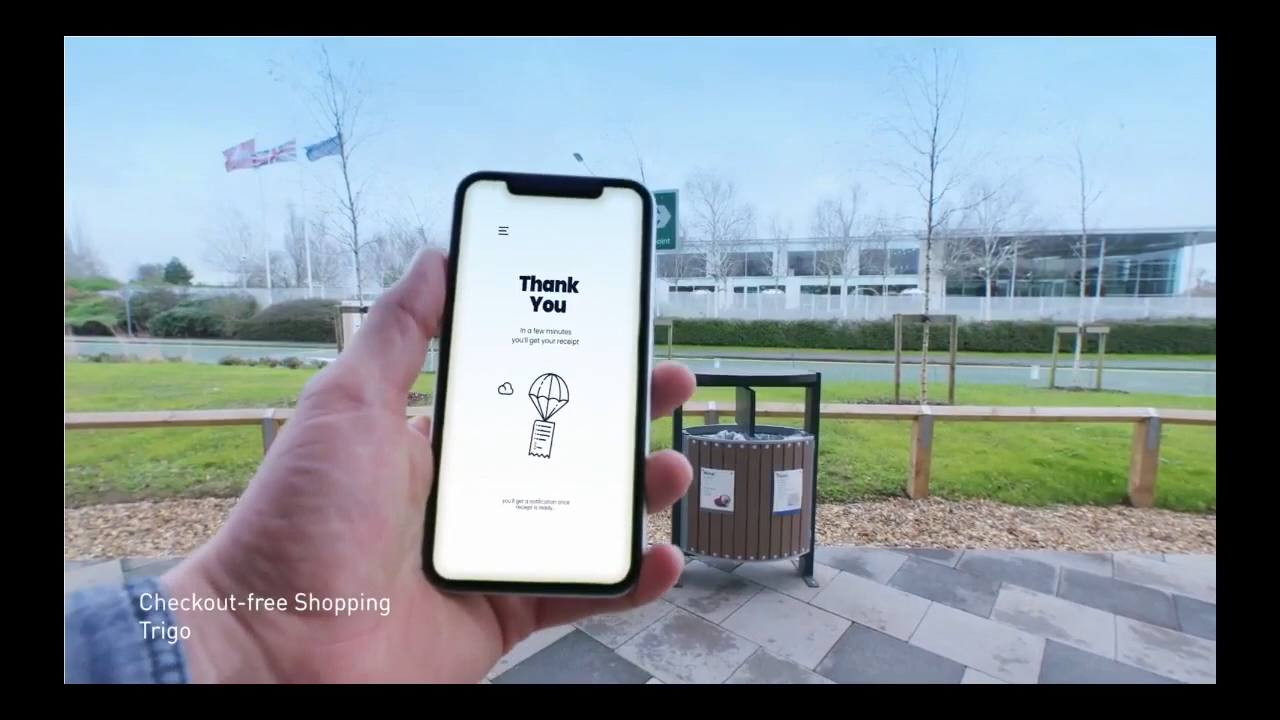 Thank
You
In a few minutes
you'll get your receipt
you'll get a notification once
receipt is ready...
oint
Checkout-free Shopping
Trigo